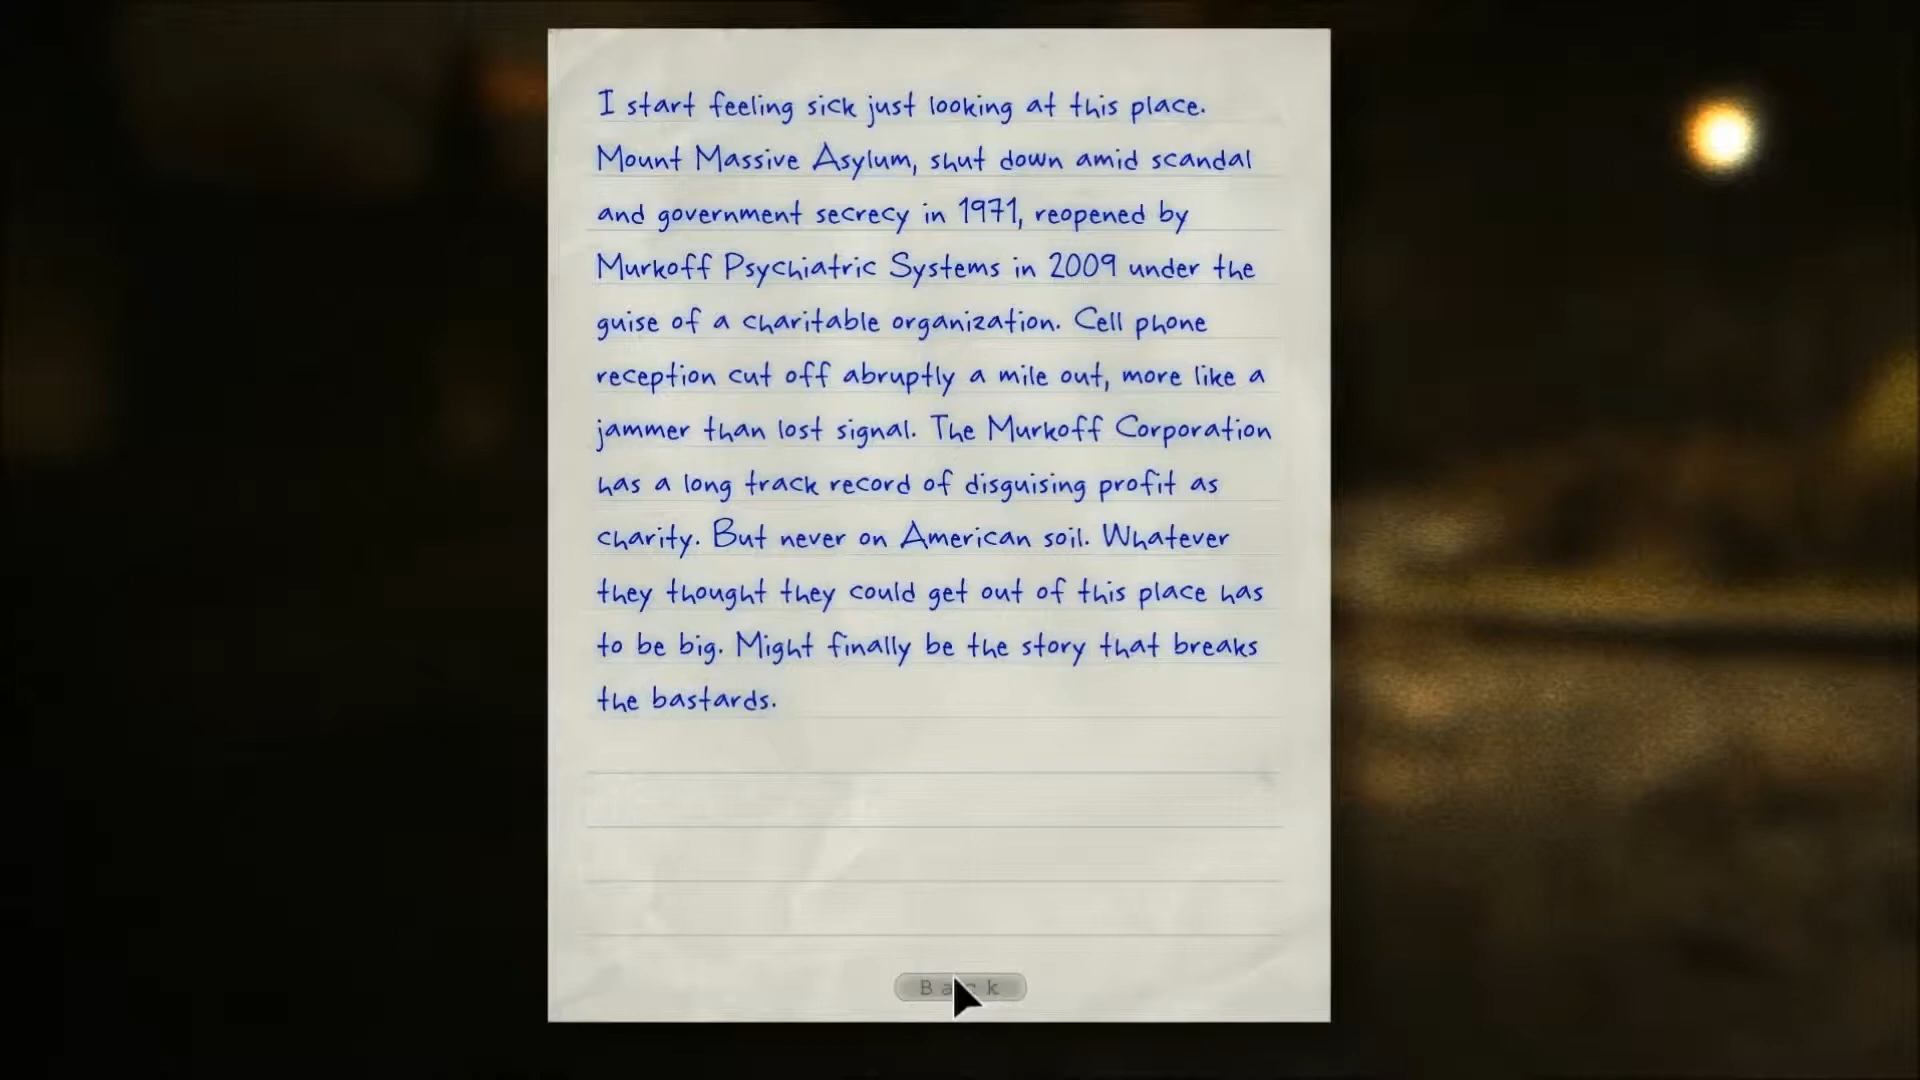 I start feeling sick just looking at this place.
Mount Massive Asylum, shut down amid scandal
and government secrecy in 1971, reopened by
Murkoff Psychiatric Systems in 2009 under the
guise of a charitable organization. Cell phone
reception cut off abruptly a mile out, more like a
jammer than lost signal. The Murkoff Corporation
has a long track record of disguising profit as
charity. But never on American soil. Whatever
they thought they could get out of this place has
to be big. Might finally be the story that breaks
the bastards.
Back